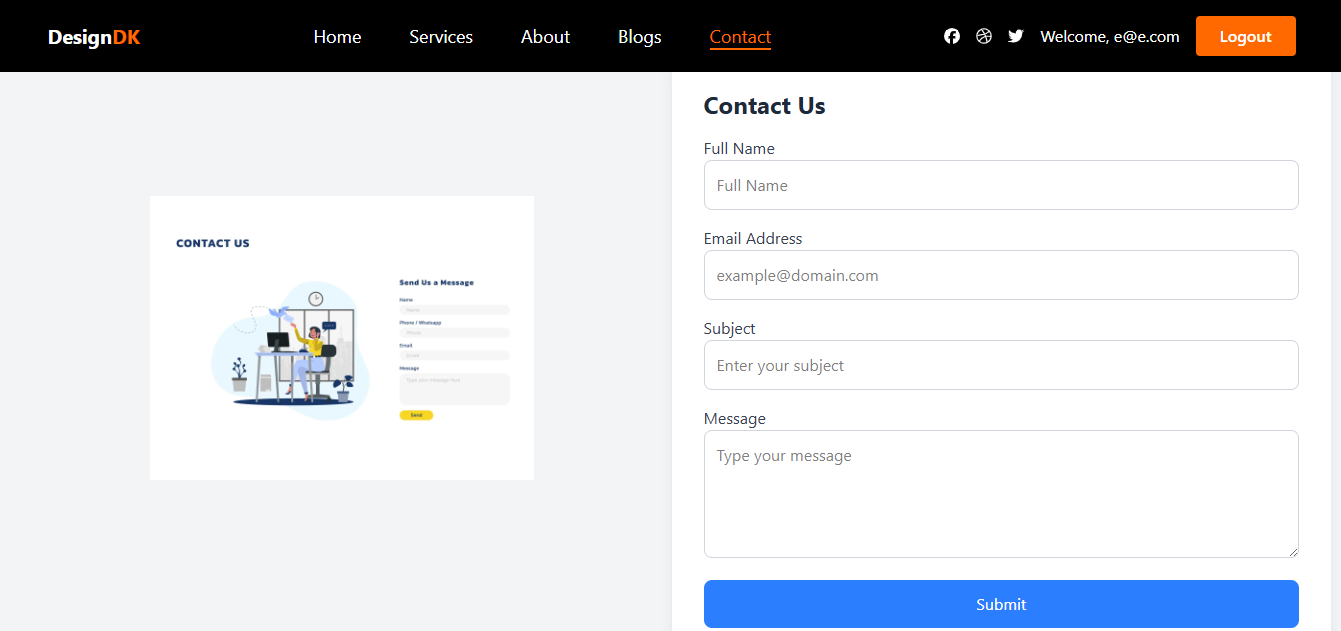 DesignDK
Home
Services
About
Blogs
Contact
Welcome, e@e.com
Logout
CONTACT US
Send Us a Message
Name
Name
Phone / Whatsapp
Phone
Email
Email
Message
Type your message here
Send
Contact Us
Full Name
Full Name
Email Address
example@domain.com
Subject
Enter your subject
Message
Type your message
Submit